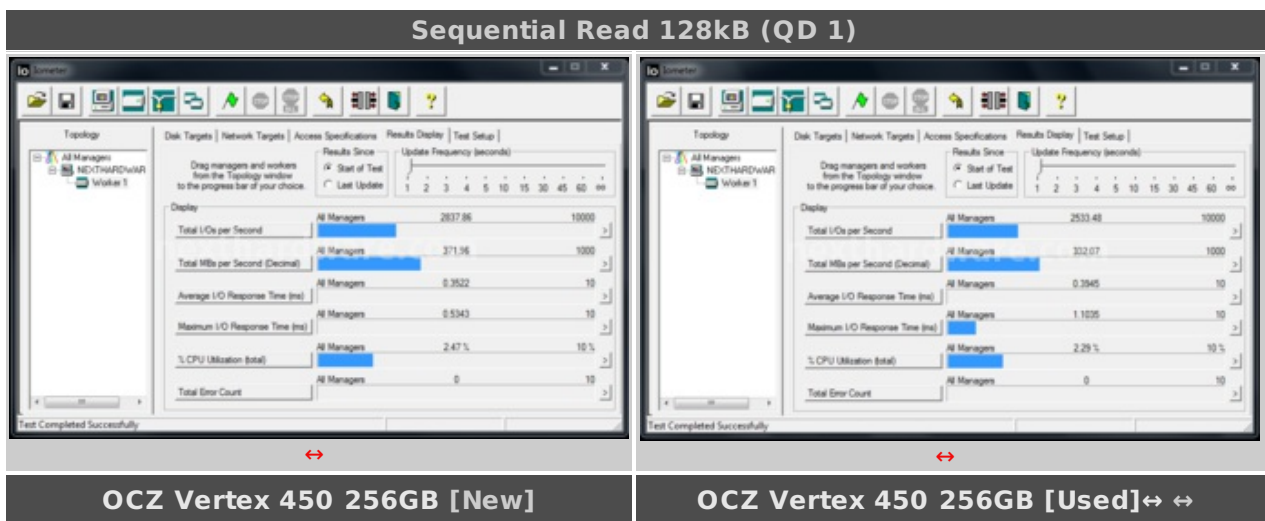 Sequential Read 128kB (QD 1)
Iometer
Topology
All Managers
NEXTHARDWAR
Worker 1
Disk Targets Network Targets Access Specifications Results Display Test Setup
Drag managers and workers
from the Topology window
to the progress bar of your choice.
Results Since
Start of Test
Last Update
Update Frequency (seconds)
1 2 3 4 5 10 15 30 45 60 ∞
Display
All Managers 2837.86 10000
Total I/Os per Second >
All Managers 371.96 1000
Total MBs per Second (Decimal) >
All Managers 0.3522 10
Average I/O Response Time (ms) >
All Managers 0.5343 10
Maximum I/O Response Time (ms) >
All Managers 2.47 % 10 %
% CPU Utilization (total) >
All Managers 0 10
Total Error Count >
Test Completed Successfully
↔
OCZ Vertex 450 256GB [New]
Iometer
Topology
All Managers
NEXTHARDWAR
Worker 1
Disk Targets Network Targets Access Specifications Results Display Test Setup
Drag managers and workers
from the Topology window
to the progress bar of your choice.
Results Since
Start of Test
Last Update
Update Frequency (seconds)
1 2 3 4 5 10 15 30 45 60 ∞
Display
All Managers 2533.48 10000
Total I/Os per Second >
All Managers 332.07 1000
Total MBs per Second (Decimal) >
All Managers 0.3945 10
Average I/O Response Time (ms) >
All Managers 1.1035 10
Maximum I/O Response Time (ms) >
All Managers 2.29 % 10 %
% CPU Utilization (total) >
All Managers 0 10
Total Error Count >
Test Completed Successfully
↔
OCZ Vertex 450 256GB [Used]↔ ↔